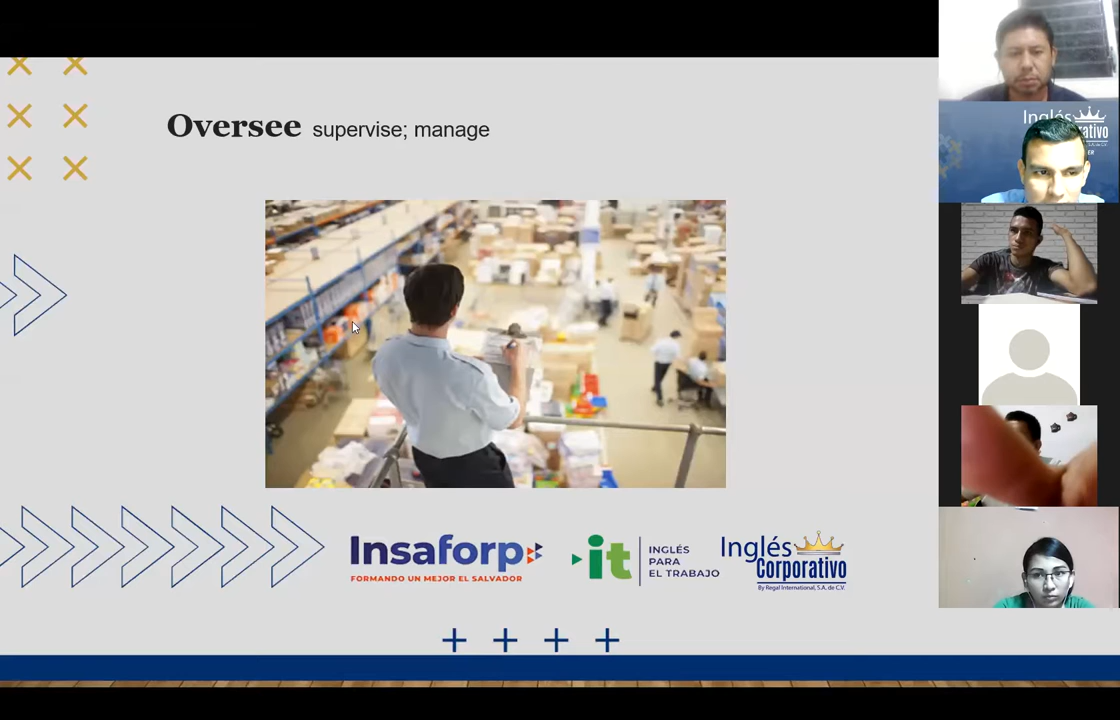 Oversee supervise; manage
Insaforp
FORMANDO UN MEJOR EL SALVADOR
it
INGLÉS
PARA
EL TRABAJO
Inglés
Corporativo
By Regal International, S.A. de C.V.
Inglés